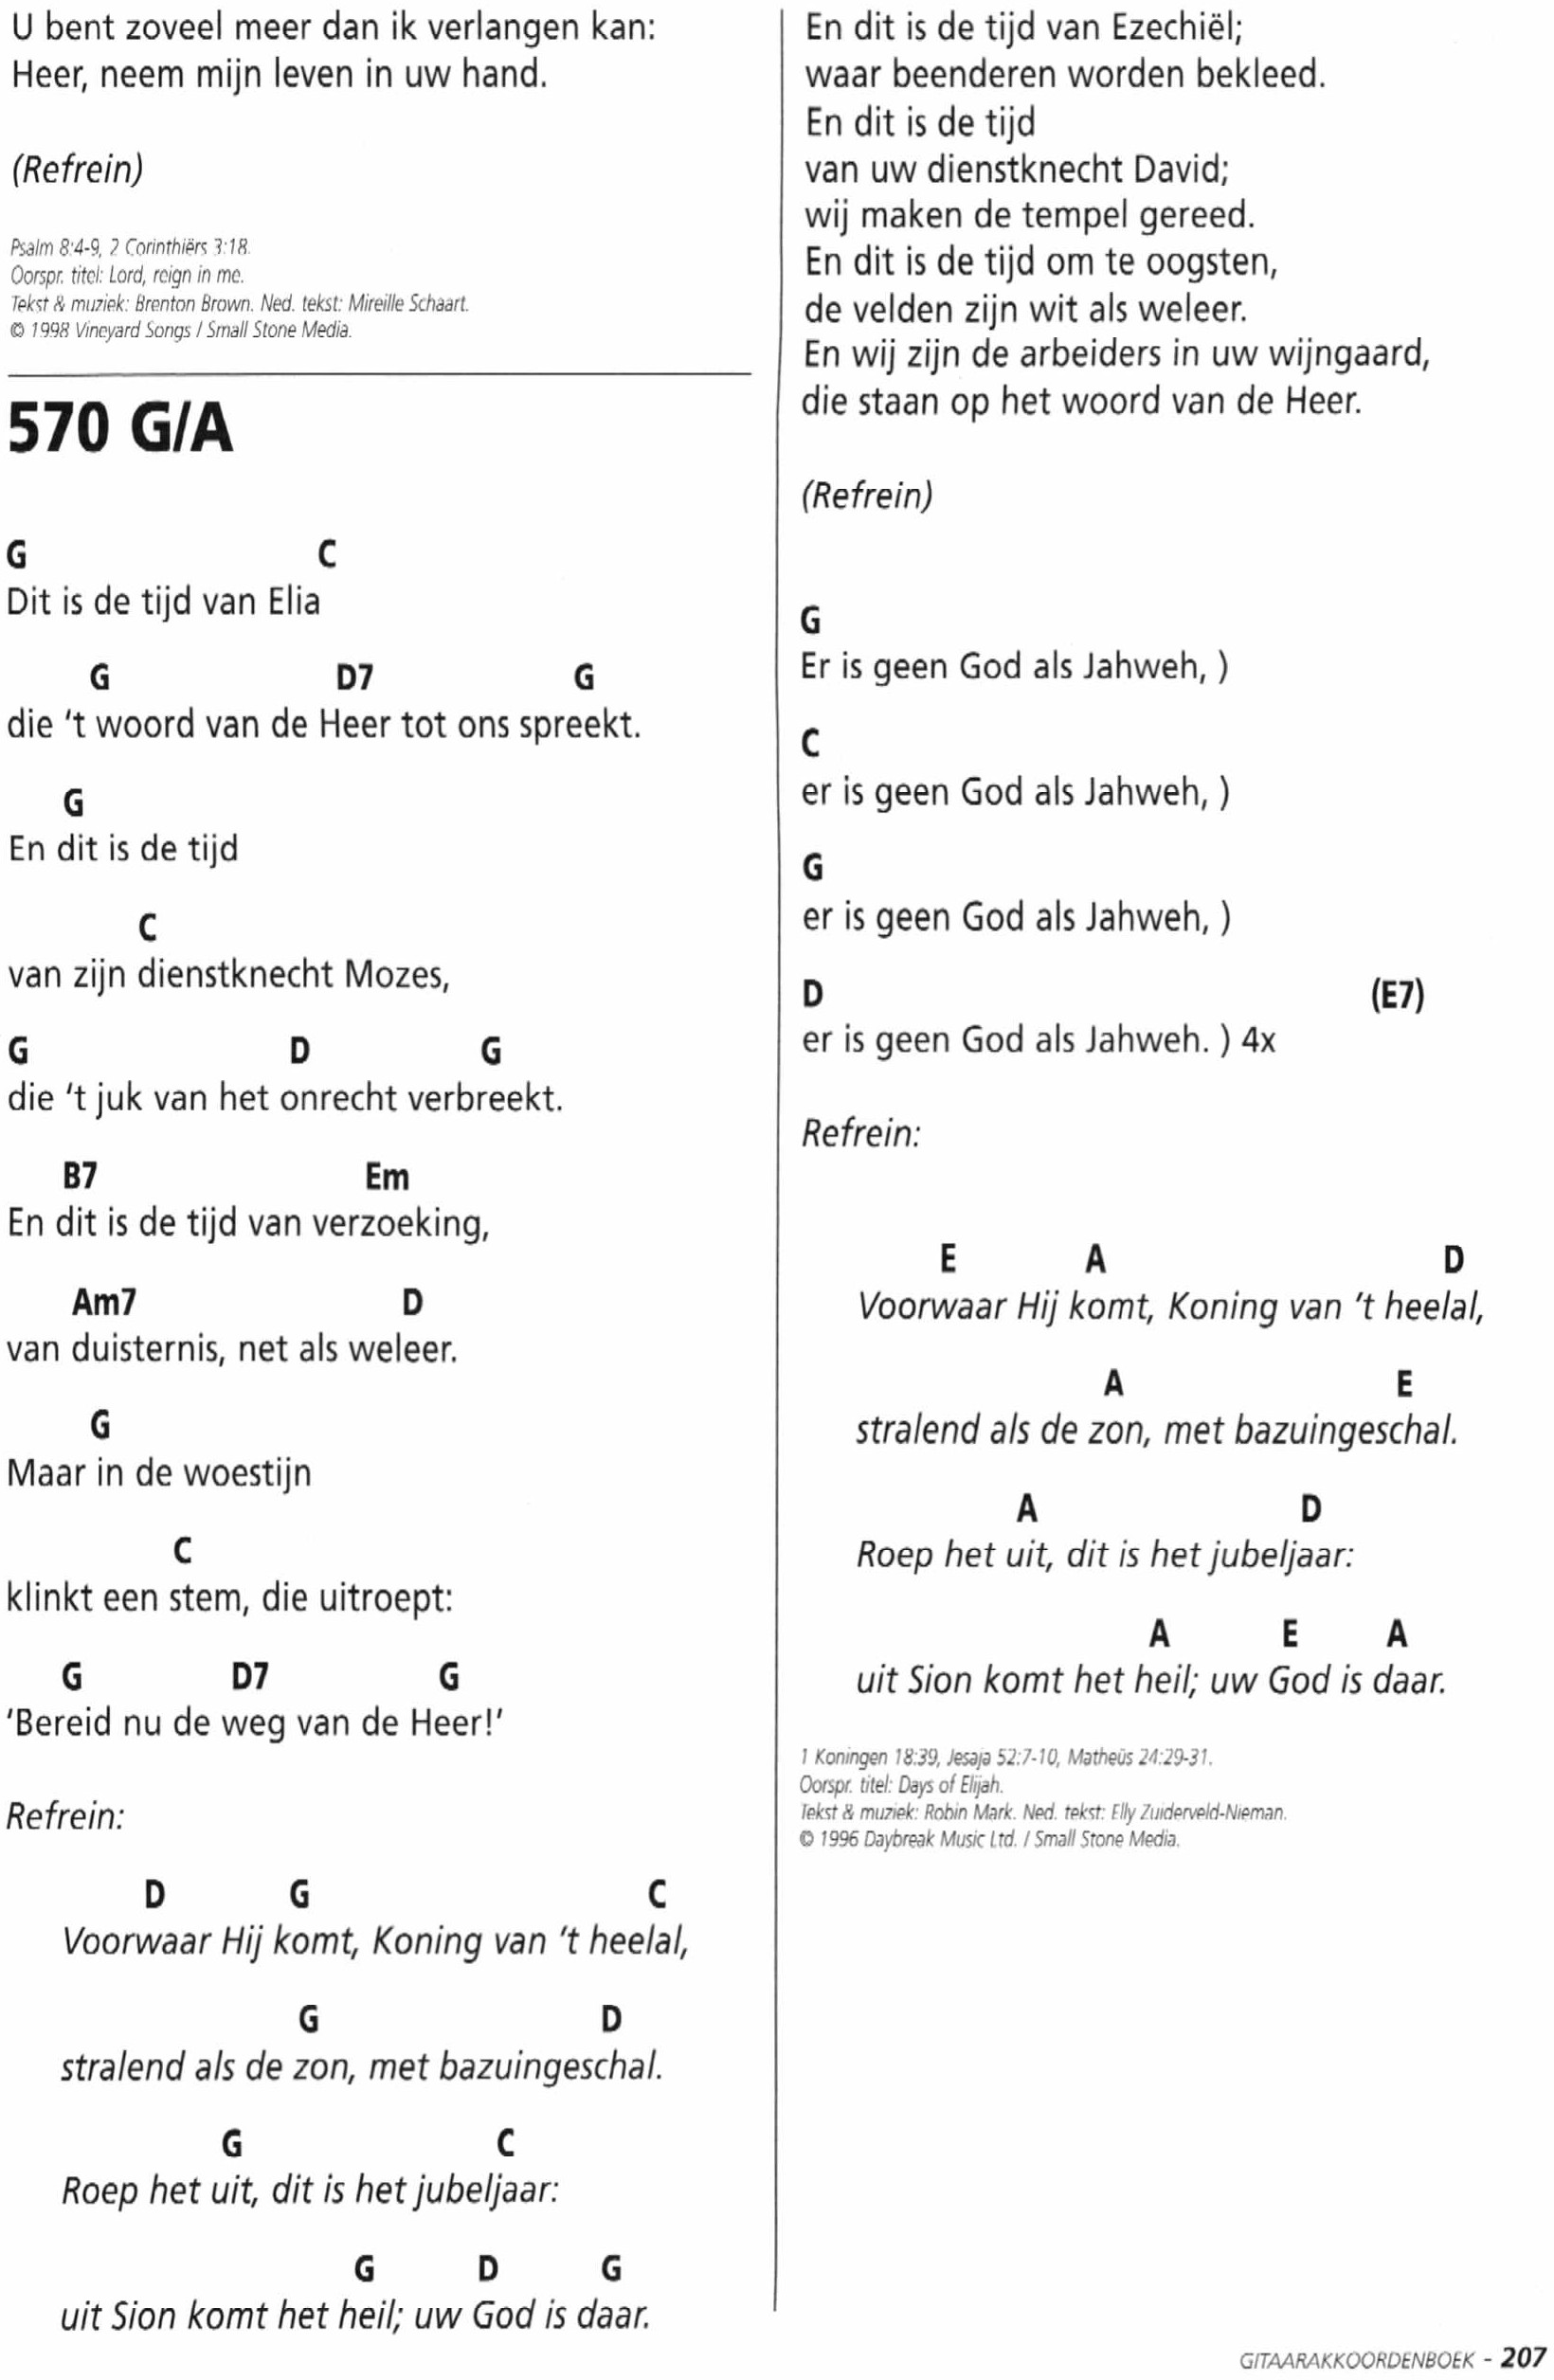 U bent zoveel meer dan ik verlangen kan:
Heer, neem mijn leven in uw hand.
(Refrein)
Psalm 8:4-9, 2 Corinthiërs 3:18.
Oorspr. titel: Lord, reign in me.
Tekst & muziek: Brenton Brown. Ned. tekst: Mireille Schaart.
© 1998 Vineyard Songs / Small Stone Media.
570 G/A
G C
Dit is de tijd van Elia
G D7 G
die ‘t woord van de Heer tot ons spreekt.
G
En dit is de tijd
C
van zijn dienstknecht Mozes,
G D G
die ‘t juk van het onrecht verbreekt.
B7 Em
En dit is de tijd van verzoeking,
Am7 D
van duisternis, net als weleer.
G
Maar in de woestijn
C
klinkt een stem, die uitroept:
G D7 G
‘Bereid nu de weg van de Heer!’
Refrein:
D G C
Voorwaar Hij komt, Koning van ‘t heelal,
G D
stralend als de zon, met bazuingeschal.
G C
Roep het uit, dit is het jubeljaar:
G D G
uit Sion komt het heil; uw God is daar.
En dit is de tijd van Ezechiël;
waar beenderen worden bekleed.
En dit is de tijd
van uw dienstknecht David;
wij maken de tempel gereed.
En dit is de tijd om te oogsten,
de velden zijn wit als weleer.
En wij zijn de arbeiders in uw wijngaard,
die staan op het woord van de Heer.
(Refrein)
G
Er is geen God als Jahweh, )
C
er is geen God als Jahweh, )
G
er is geen God als Jahweh, )
D (E7)
er is geen God als Jahweh. ) 4x
Refrein:
E A D
Voorwaar Hij komt, Koning van ‘t heelal,
A E
stralend als de zon, met bazuingeschal.
A D
Roep het uit, dit is het jubeljaar:
A E A
uit Sion komt het heil; uw God is daar.
1 Koningen 18:39, Jesaja 52:7-10, Matheüs 24:29-31.
Oorspr. titel: Days of Elijah.
Tekst & muziek: Robin Mark. Ned. tekst: Elly Zuiderveld-Nieman.
© 1996 Daybreak Music Ltd. / Small Stone Media.
GITAARAKKOORDENBOEK - 207